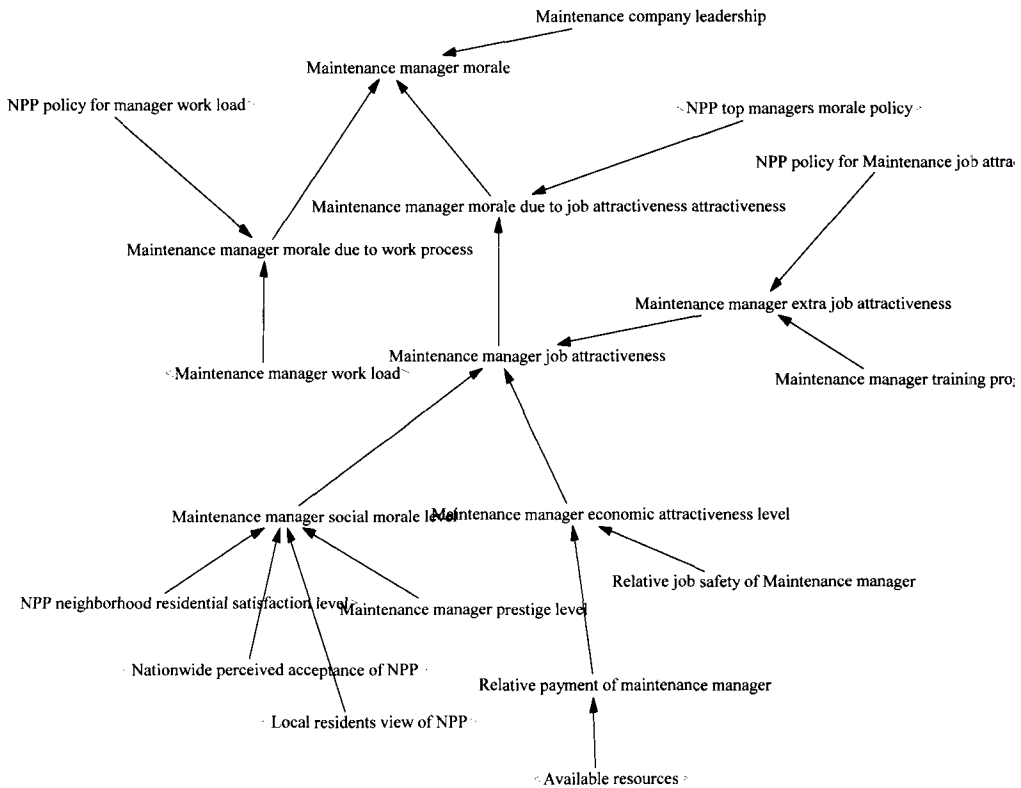 Maintenance company leadership
Maintenance manager morale
NPP policy for manager work load
NPP top managers morale policy
NPP policy for Maintenance job attra
Maintenance manager morale due to job attractiveness attractiveness
Maintenance manager morale due to work process
Maintenance manager extra job attractiveness
Maintenance manager job attractiveness
<Maintenance manager work load>
Maintenance manager training pro
Maintenance manager social morale level
Maintenance manager economic attractiveness level
Relative job safety of Maintenance manager
NPP neighborhood residential satisfaction level>
Maintenance manager prestige level
Nationwide perceived acceptance of NPP
Relative payment of maintenance manager
Local residents view of NPP
<Available resources>